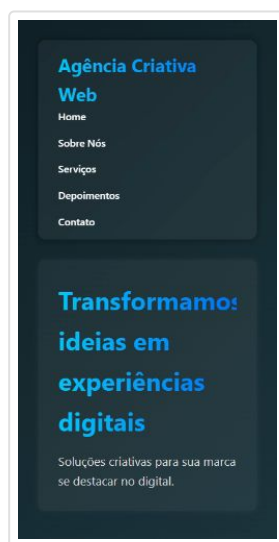 Agência Criativa
Web
Home
Sobre Nós
Serviços
Depoimentos
Contato
Transformamos
ideias em
experiências
digitais
Soluções criativas para sua marca
se destacar no digital.